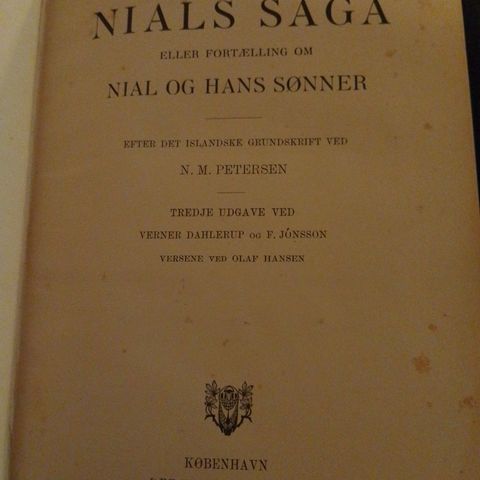 NIALS SAGA
ELLER FORTÆLLING OM
NIAL OG HANS SØNNER
EFTER DET ISLANDSKE GRUNDSKRIFT VED
N. M. PETERSEN
TREDJE UDGAVE VED
VERNER DAHLERUP OG F. JÓNSSON
VERSENE VED OLAF HANSEN
KØBENHAVN